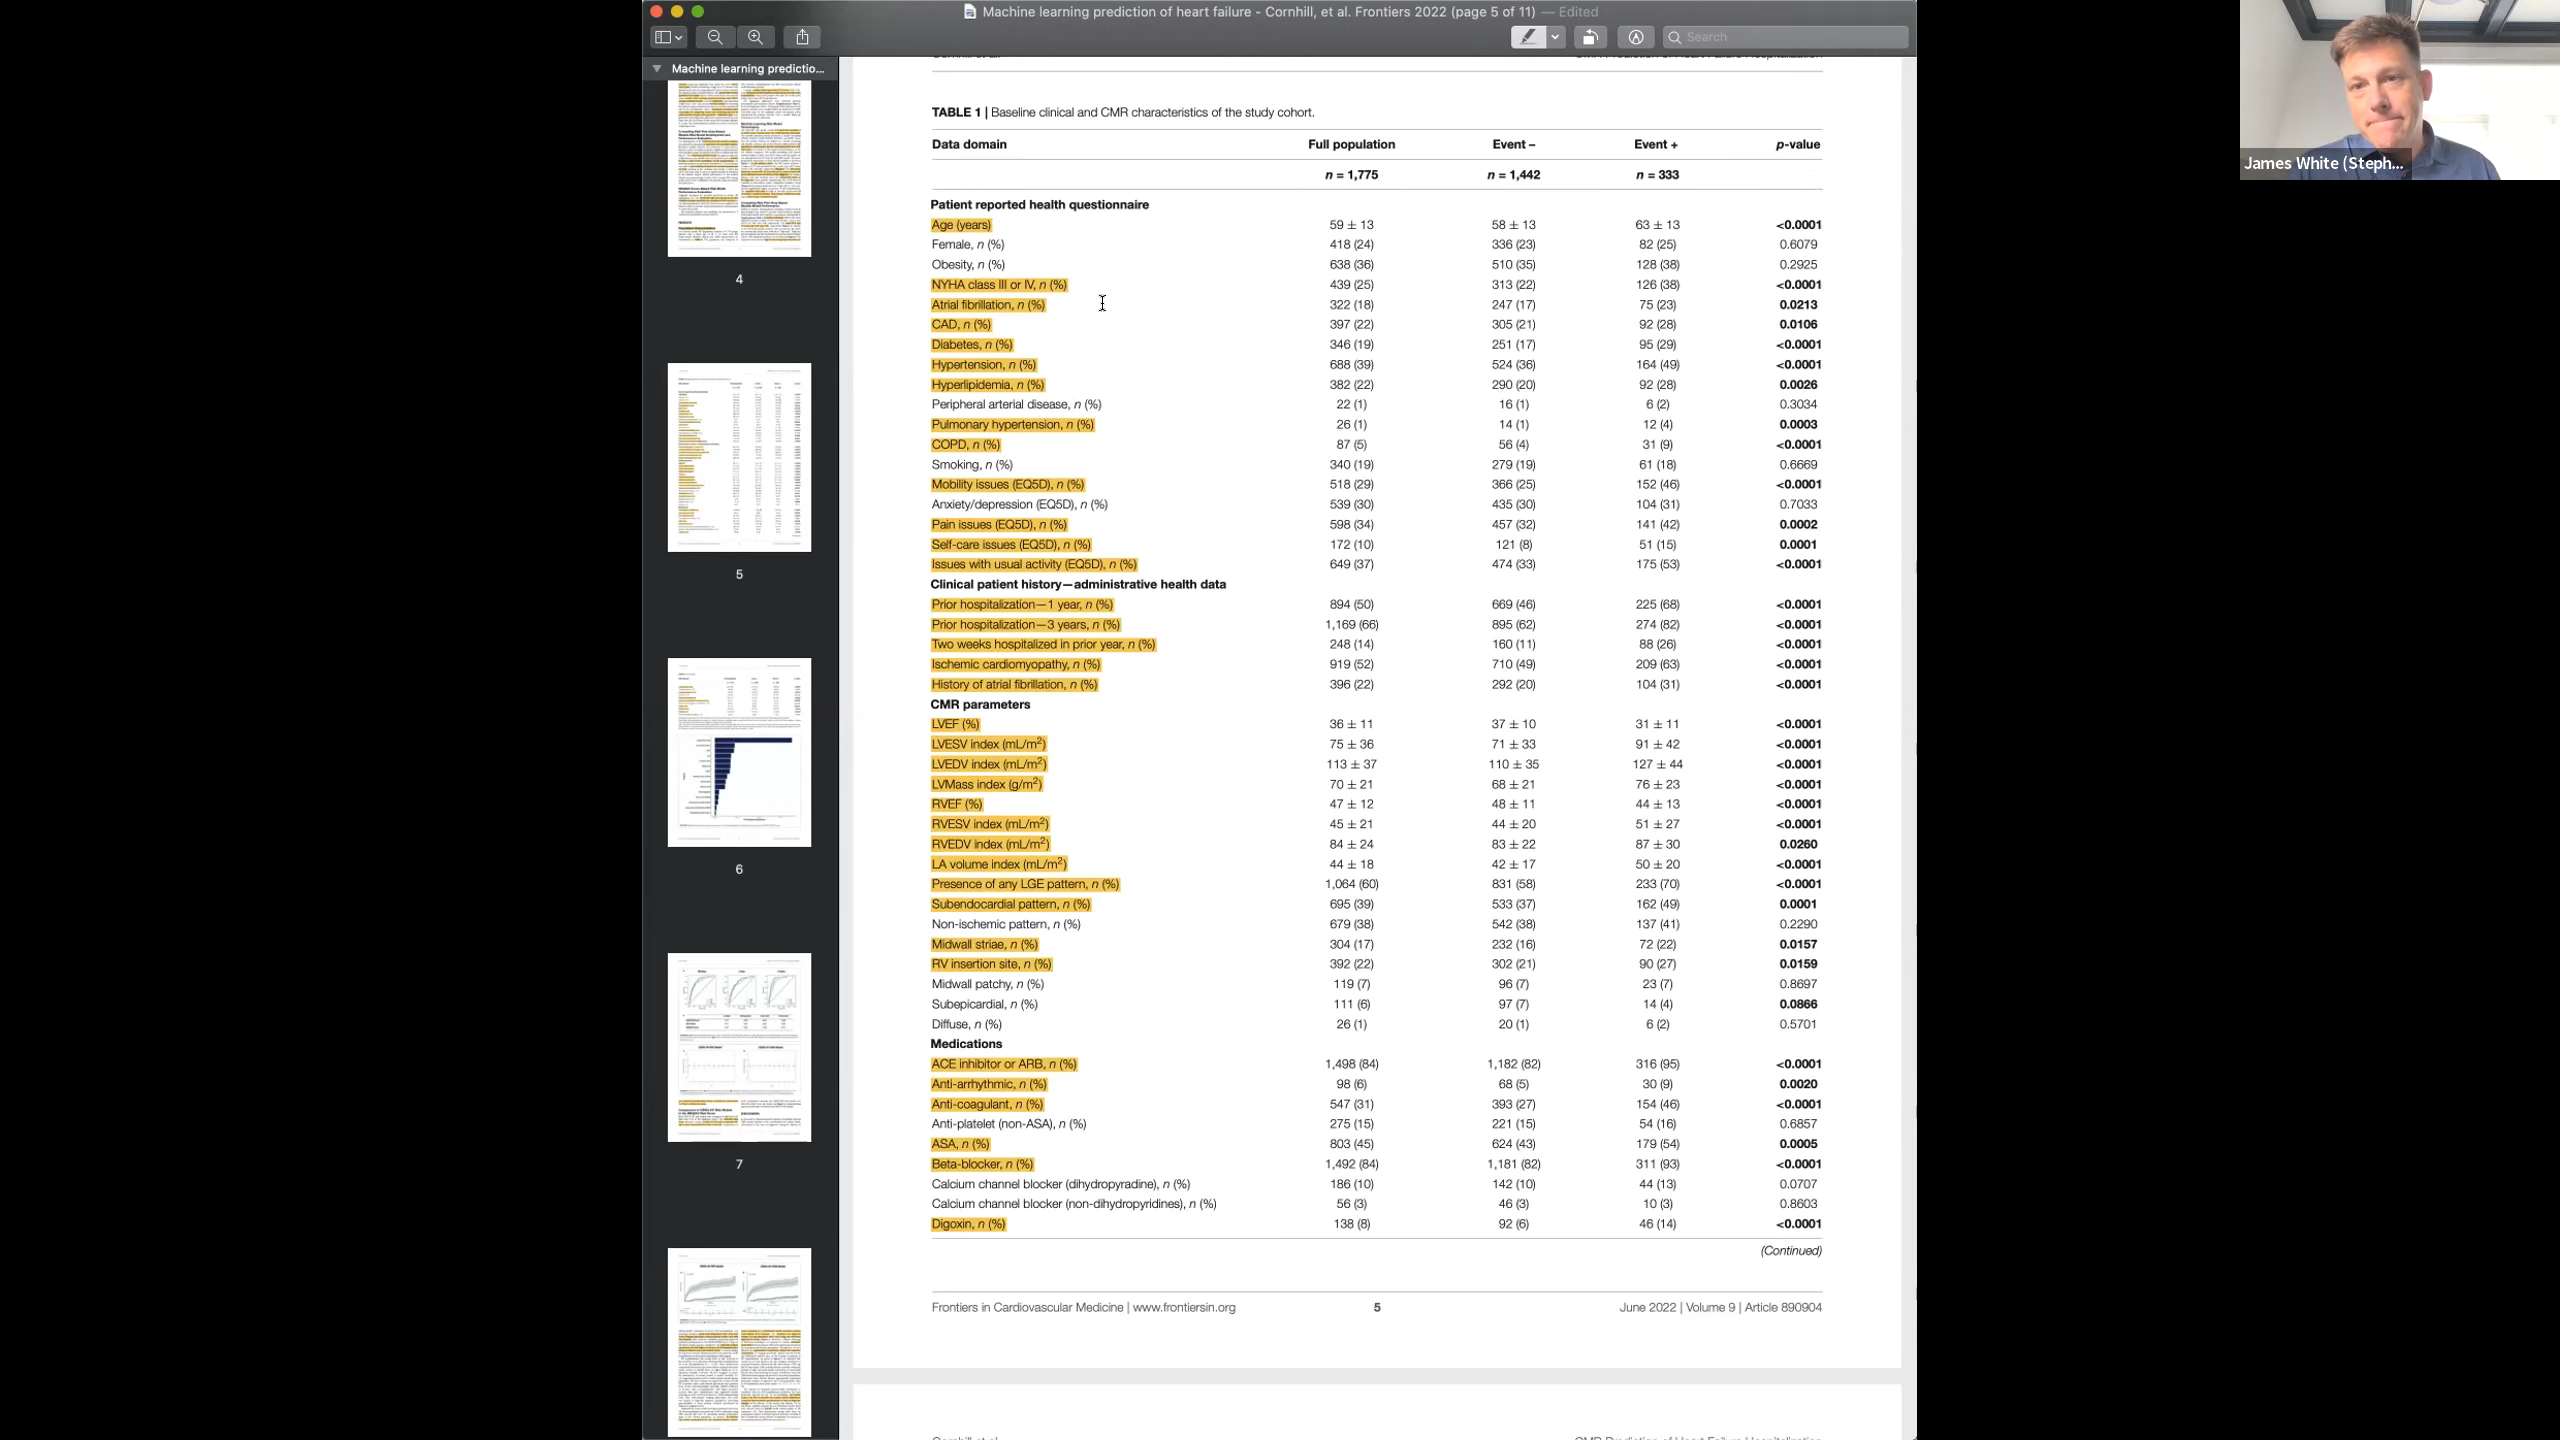 Machine learning prediction of heart failure - Cornhill, et al. Frontiers 2022 (page 5 of 11) — Edited
Search
Machine learning predictio...
4
5
6
7
TABLE 1 | Baseline clinical and CMR characteristics of the study cohort.
Data domain Full population Event – Event + p-value
n = 1,775 n = 1,442 n = 333
Patient reported health questionnaire
Age (years) 59 ± 13 58 ± 13 63 ± 13 <0.0001
Female, n (%) 418 (24) 336 (23) 82 (25) 0.6079
Obesity, n (%) 638 (36) 510 (35) 128 (38) 0.2925
NYHA class III or IV, n (%) 439 (25) 313 (22) 126 (38) <0.0001
Atrial fibrillation, n (%) 322 (18) 247 (17) 75 (23) 0.0213
CAD, n (%) 397 (22) 305 (21) 92 (28) 0.0106
Diabetes, n (%) 346 (19) 251 (17) 95 (29) <0.0001
Hypertension, n (%) 688 (39) 524 (36) 164 (49) <0.0001
Hyperlipidemia, n (%) 382 (22) 290 (20) 92 (28) 0.0026
Peripheral arterial disease, n (%) 22 (1) 16 (1) 6 (2) 0.3034
Pulmonary hypertension, n (%) 26 (1) 14 (1) 12 (4) 0.0003
COPD, n (%) 87 (5) 56 (4) 31 (9) <0.0001
Smoking, n (%) 340 (19) 279 (19) 61 (18) 0.6669
Mobility issues (EQ5D), n (%) 518 (29) 366 (25) 152 (46) <0.0001
Anxiety/depression (EQ5D), n (%) 539 (30) 435 (30) 104 (31) 0.7033
Pain issues (EQ5D), n (%) 598 (34) 457 (32) 141 (42) 0.0002
Self-care issues (EQ5D), n (%) 172 (10) 121 (8) 51 (15) 0.0001
Issues with usual activity (EQ5D), n (%) 649 (37) 474 (33) 175 (53) <0.0001
Clinical patient history—administrative health data
Prior hospitalization—1 year, n (%) 894 (50) 669 (46) 225 (68) <0.0001
Prior hospitalization—3 years, n (%) 1,169 (66) 895 (62) 274 (82) <0.0001
Two weeks hospitalized in prior year, n (%) 248 (14) 160 (11) 88 (26) <0.0001
Ischemic cardiomyopathy, n (%) 919 (52) 710 (49) 209 (63) <0.0001
History of atrial fibrillation, n (%) 396 (22) 292 (20) 104 (31) <0.0001
CMR parameters
LVEF (%) 36 ± 11 37 ± 10 31 ± 11 <0.0001
LVESV index (mL/m²) 75 ± 36 71 ± 33 91 ± 42 <0.0001
LVEDV index (mL/m²) 113 ± 37 110 ± 35 127 ± 44 <0.0001
LVMass index (g/m²) 70 ± 21 68 ± 21 76 ± 23 <0.0001
RVEF (%) 47 ± 12 48 ± 11 44 ± 13 <0.0001
RVESV index (mL/m²) 45 ± 21 44 ± 20 51 ± 27 <0.0001
RVEDV index (mL/m²) 84 ± 24 83 ± 22 87 ± 30 0.0260
LA volume index (mL/m²) 44 ± 18 42 ± 17 50 ± 20 <0.0001
Presence of any LGE pattern, n (%) 1,064 (60) 831 (58) 233 (70) <0.0001
Subendocardial pattern, n (%) 695 (39) 533 (37) 162 (49) 0.0001
Non-ischemic pattern, n (%) 679 (38) 542 (38) 137 (41) 0.2290
Midwall striae, n (%) 304 (17) 232 (16) 72 (22) 0.0157
RV insertion site, n (%) 392 (22) 302 (21) 90 (27) 0.0159
Midwall patchy, n (%) 119 (7) 96 (7) 23 (7) 0.8697
Subepicardial, n (%) 111 (6) 97 (7) 14 (4) 0.0866
Diffuse, n (%) 26 (1) 20 (1) 6 (2) 0.5701
Medications
ACE inhibitor or ARB, n (%) 1,498 (84) 1,182 (82) 316 (95) <0.0001
Anti-arrhythmic, n (%) 98 (6) 68 (5) 30 (9) 0.0020
Anti-coagulant, n (%) 547 (31) 393 (27) 154 (46) <0.0001
Anti-platelet (non-ASA), n (%) 275 (15) 221 (15) 54 (16) 0.6857
ASA, n (%) 803 (45) 624 (43) 179 (54) 0.0005
Beta-blocker, n (%) 1,492 (84) 1,181 (82) 311 (93) <0.0001
Calcium channel blocker (dihydropyradine), n (%) 186 (10) 142 (10) 44 (13) 0.0707
Calcium channel blocker (non-dihydropyridines), n (%) 56 (3) 46 (3) 10 (3) 0.8603
Digoxin, n (%) 138 (8) 92 (6) 46 (14) <0.0001
(Continued)
Frontiers in Cardiovascular Medicine | www.frontiersin.org 5 June 2022 | Volume 9 | Article 890904
James White (Steph...